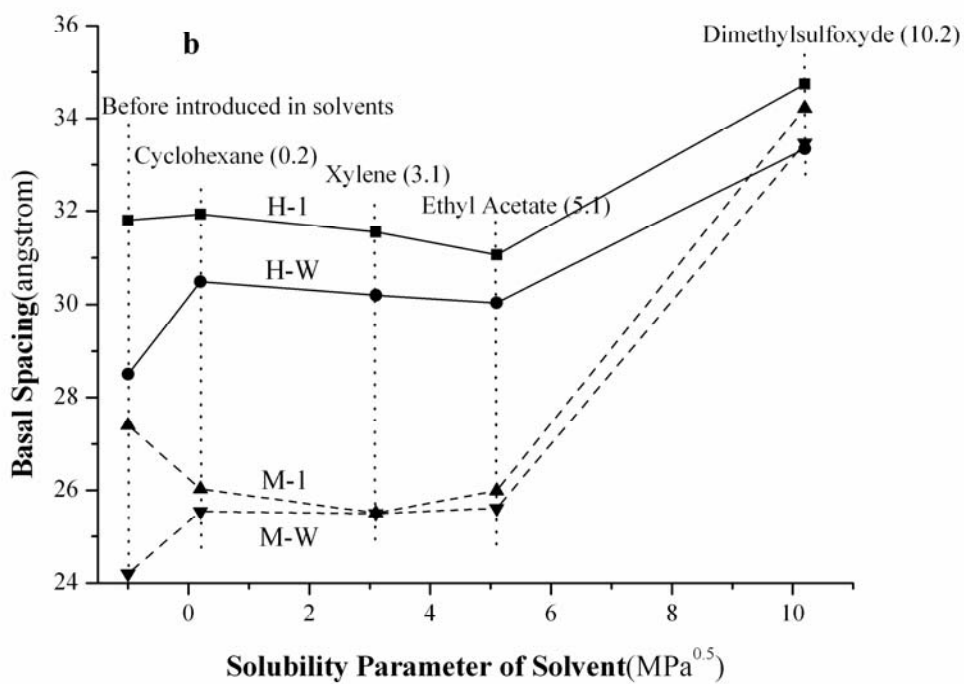 36
b
Dimethylsulfoxyde (10.2)
34
Before introduced in solvents
Cyclohexane (0.2)
Xylene (3.1)
32
H-1
Ethyl Acetate (5.1)
H-W
30
28
26
M-1
M-W
24
0 2 4 6 8 10
Basal Spacing(angstrom)
Solubility Parameter of Solvent(MPa^0.5)